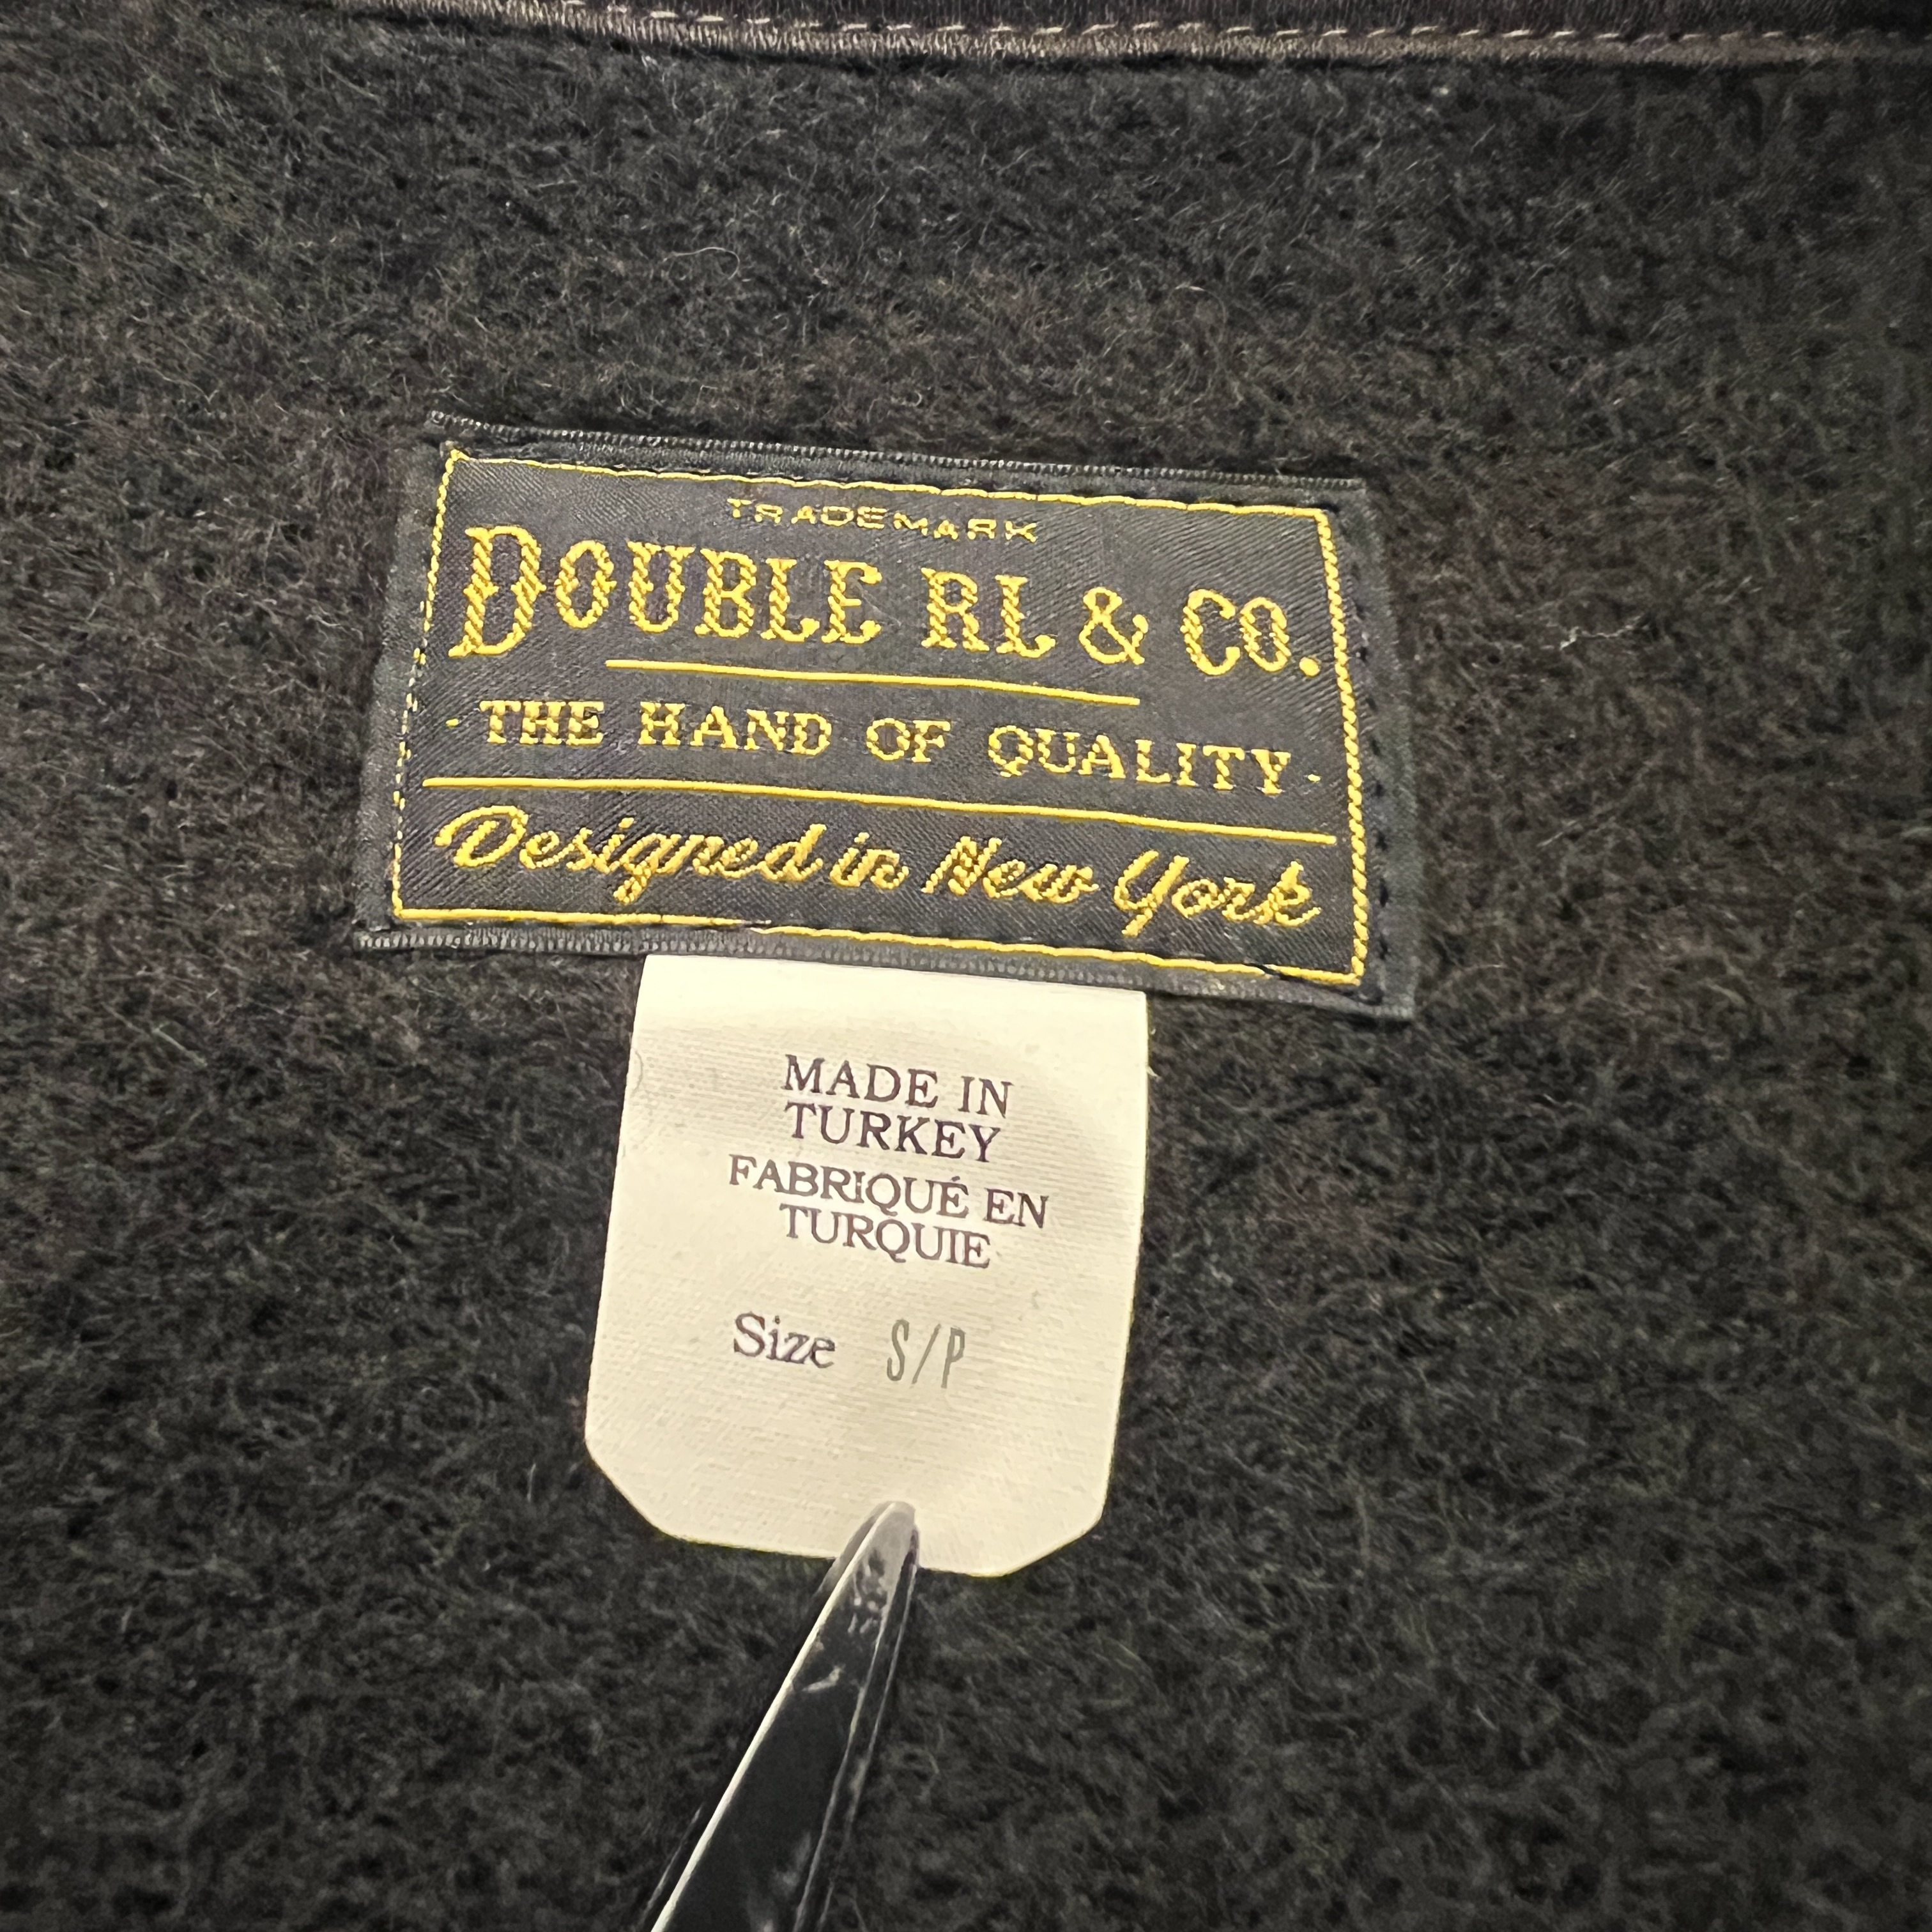 TRADEMARK
DOUBLE RL & CO.
· THE HAND OF QUALITY ·
Designed in New York
MADE IN
TURKEY
FABRIQUÉ EN
TURQUIE
Size S/P